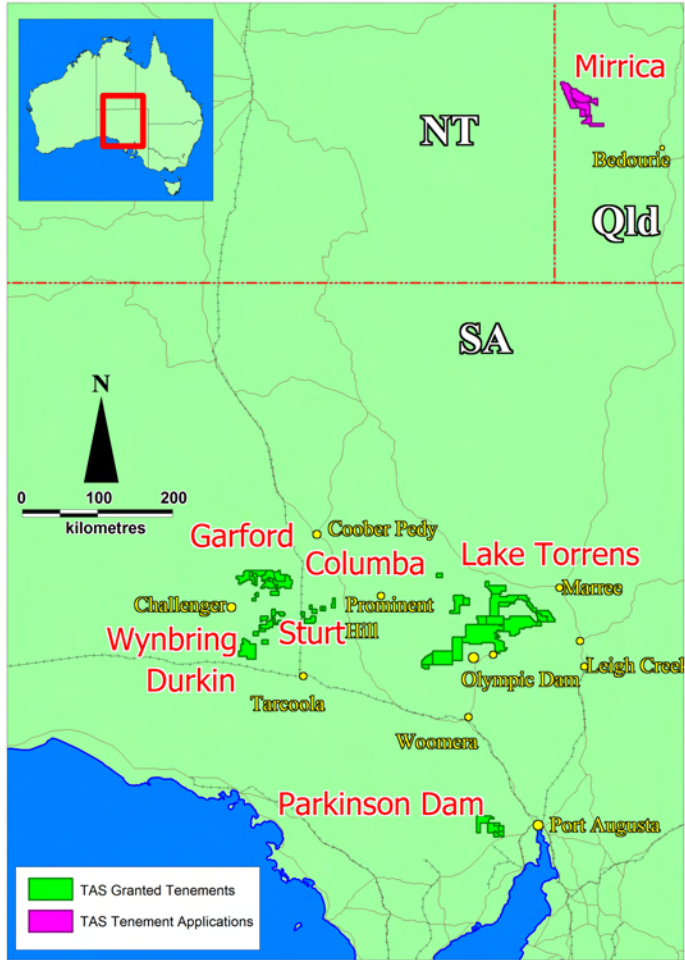 Mirrica
NT
Bedourie
Qld
SA
N
0 100 200
kilometres
Coober Pedy
Garford
Columba
Lake Torrens
Marree
Challenger
Prominent
Hill
Wynbring
Sturt
Durkin
Leigh Creek
Olympic Dam
Tarcoola
Woomera
Parkinson Dam
Port Augusta
TAS Granted Tenements
TAS Tenement Applications